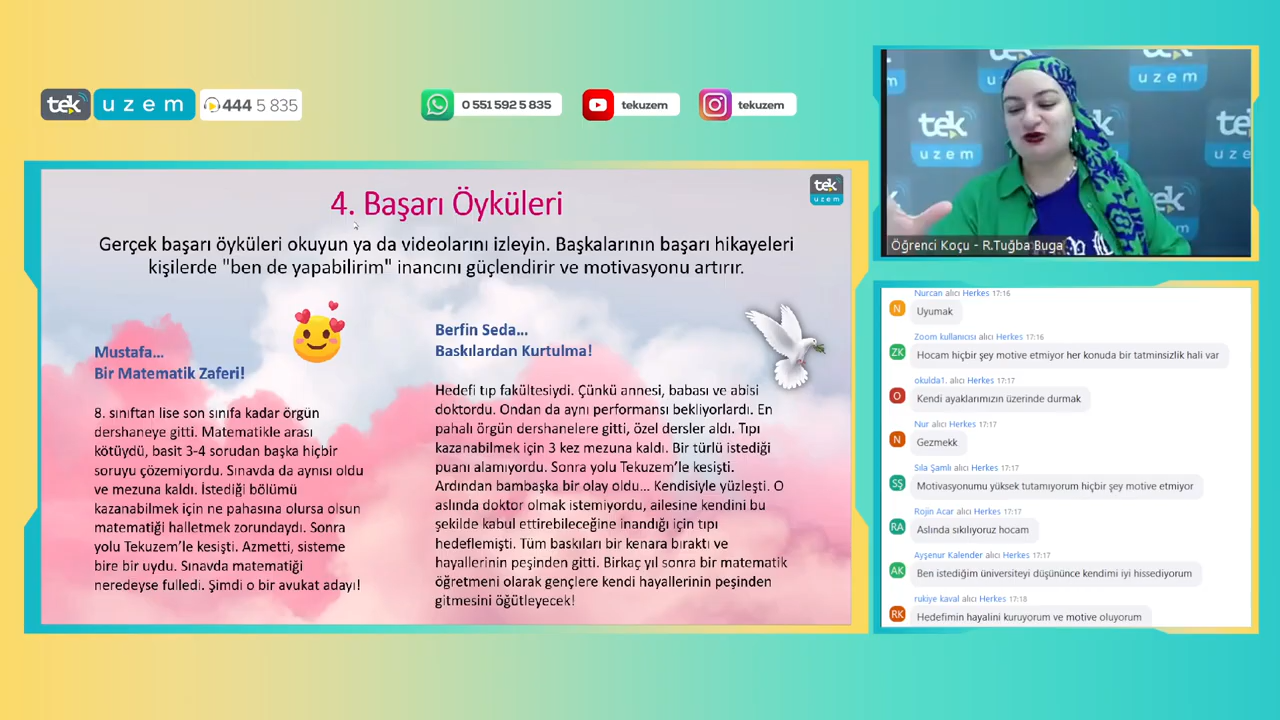 tek uzem 444 5 835
0 551 592 5 835
tekuzem
tekuzem
tek
uzem
4. Başarı Öyküleri
Gerçek başarı öyküleri okuyun ya da videolarını izleyin. Başkalarının başarı hikayeleri
kişilerde "ben de yapabilirim" inancını güçlendirir ve motivasyonu artırır.
Mustafa...
Bir Matematik Zaferi!
8. sınıftan lise son sınıfa kadar örgün
dershaneye gitti. Matematikle arası
kötüydü, basit 3-4 sorudan başka hiçbir
soruyu çözemiyordu. Sınavda da aynısı oldu
ve mezuna kaldı. İstediği bölümü
kazanabilmek için ne pahasına olursa olsun
matematiği halletmek zorundaydı. Sonra
yolu Tekuzem'le kesişti. Azmetti, sisteme
bire bir uydu. Sınavda matematiği
neredeyse fulledi. Şimdi o bir avukat adayı!
Berfin Seda...
Baskılardan Kurtulma!
Hedefi tıp fakültesiydi. Çünkü annesi, babası ve abisi
doktordu. Ondan da aynı performansı bekliyorlardı. En
pahalı örgün dershanelere gitti, özel dersler aldı. Tıpı
kazanabilmek için 3 kez mezuna kaldı. Bir türlü istediği
puanı alamıyordu. Sonra yolu Tekuzem'le kesişti.
Ardından bambaşka bir olay oldu... Kendisiyle yüzleşti. O
aslında doktor olmak istemiyordu, ailesine kendini bu
şekilde kabul ettirebileceğine inandığı için tıpı
hedeflemişti. Tüm baskıları bir kenara bıraktı ve
hayallerinin peşinden gitti. Birkaç yıl sonra bir matematik
öğretmeni olarak gençlere kendi hayallerinin peşinden
gitmesini öğütleyecek!
tek
uzem
tek
uzem
Öğrenci Koçu - R.Tuğba Buga
Nurcan alıcı Herkes 17:16
N Uyumak
Zoom kullanıcısı alıcı Herkes 17:16
ZK Hocam hiçbir şey motive etmiyor her konuda bir tatminsizlik hali var
okulda1. alıcı Herkes 17:17
O Kendi ayaklarımızın üzerinde durmak
Nur alıcı Herkes 17:17
N Gezmekk
Sıla Şamlı alıcı Herkes 17:17
SŞ Motivasyonumu yüksek tutamıyorum hiçbir şey motive etmiyor
Rojin Acar alıcı Herkes 17:17
RA Aslında sıkılıyoruz hocam
Ayşenur Kalender alıcı Herkes 17:17
AK Ben istediğim üniversiteyi düşününce kendimi iyi hissediyorum
rukiye kaval alıcı Herkes 17:18
RK Hedefimin hayalini kuruyorum ve motive oluyorum